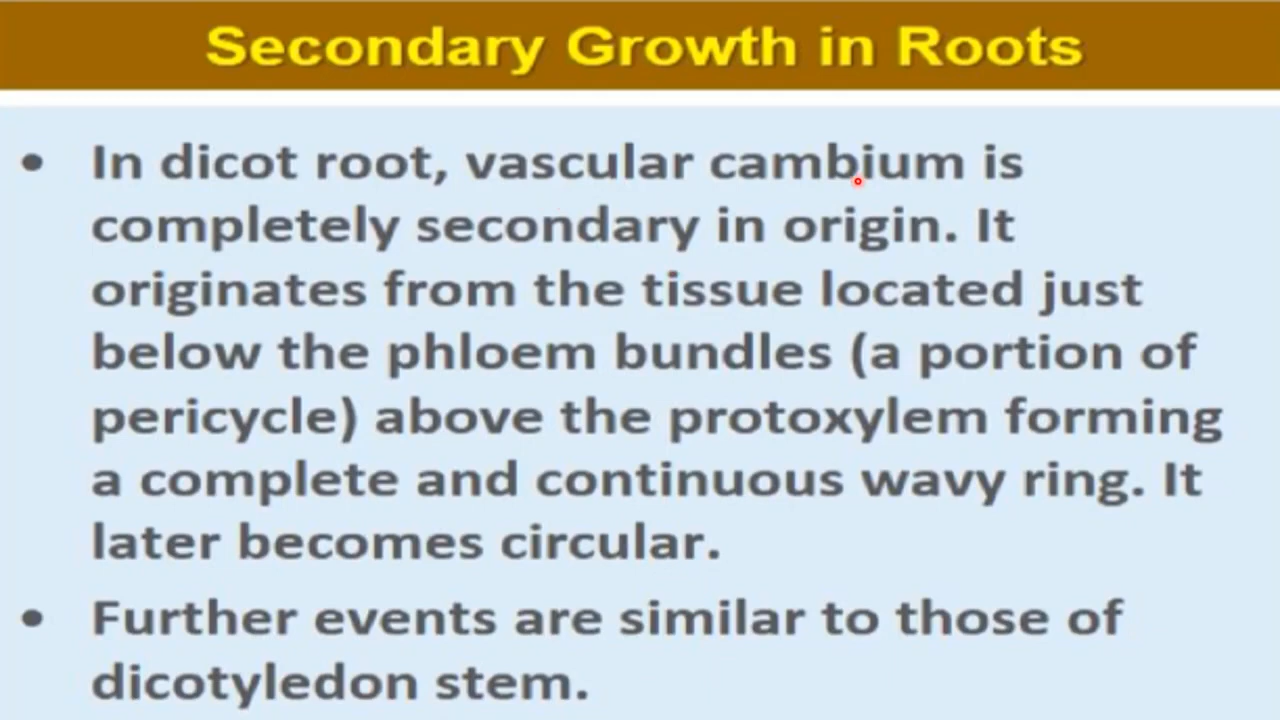 Secondary Growth in Roots
• In dicot root, vascular cambium is
completely secondary in origin. It
originates from the tissue located just
below the phloem bundles (a portion of
pericycle) above the protoxylem forming
a complete and continuous wavy ring. It
later becomes circular.
• Further events are similar to those of
dicotyledon stem.